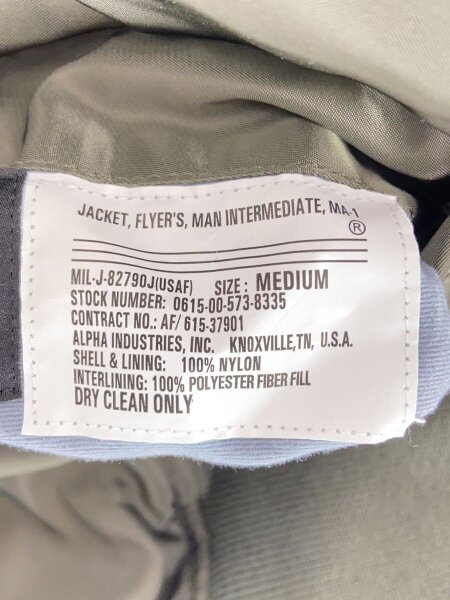 JACKET, FLYER'S, MAN INTERMEDIATE, MA-1
®
MIL-J-82790J(USAF) SIZE : MEDIUM
STOCK NUMBER: 0615-00-573-8335
CONTRACT NO.: AF/ 615-37901
ALPHA INDUSTRIES, INC. KNOXVILLE,TN, U.S.A.
SHELL & LINING: 100% NYLON
INTERLINING: 100% POLYESTER FIBER FILL
DRY CLEAN ONLY